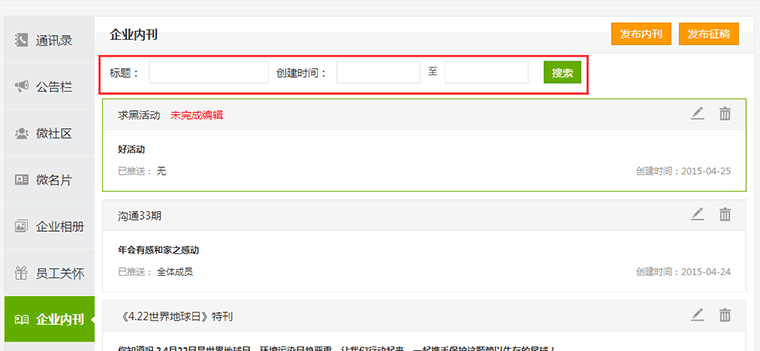 通讯录
公告栏
微社区
微名片
企业相册
员工关怀
企业内刊
企业内刊
发布内刊 发布征稿
标题： 创建时间： 至 搜索
求黑活动 未完成编辑
好活动
已推送： 无 创建时间：2015-04-25
沟通33期
年会有感和家之感动
已推送： 全体成员 创建时间：2015-04-24
《4.22世界地球日》特刊